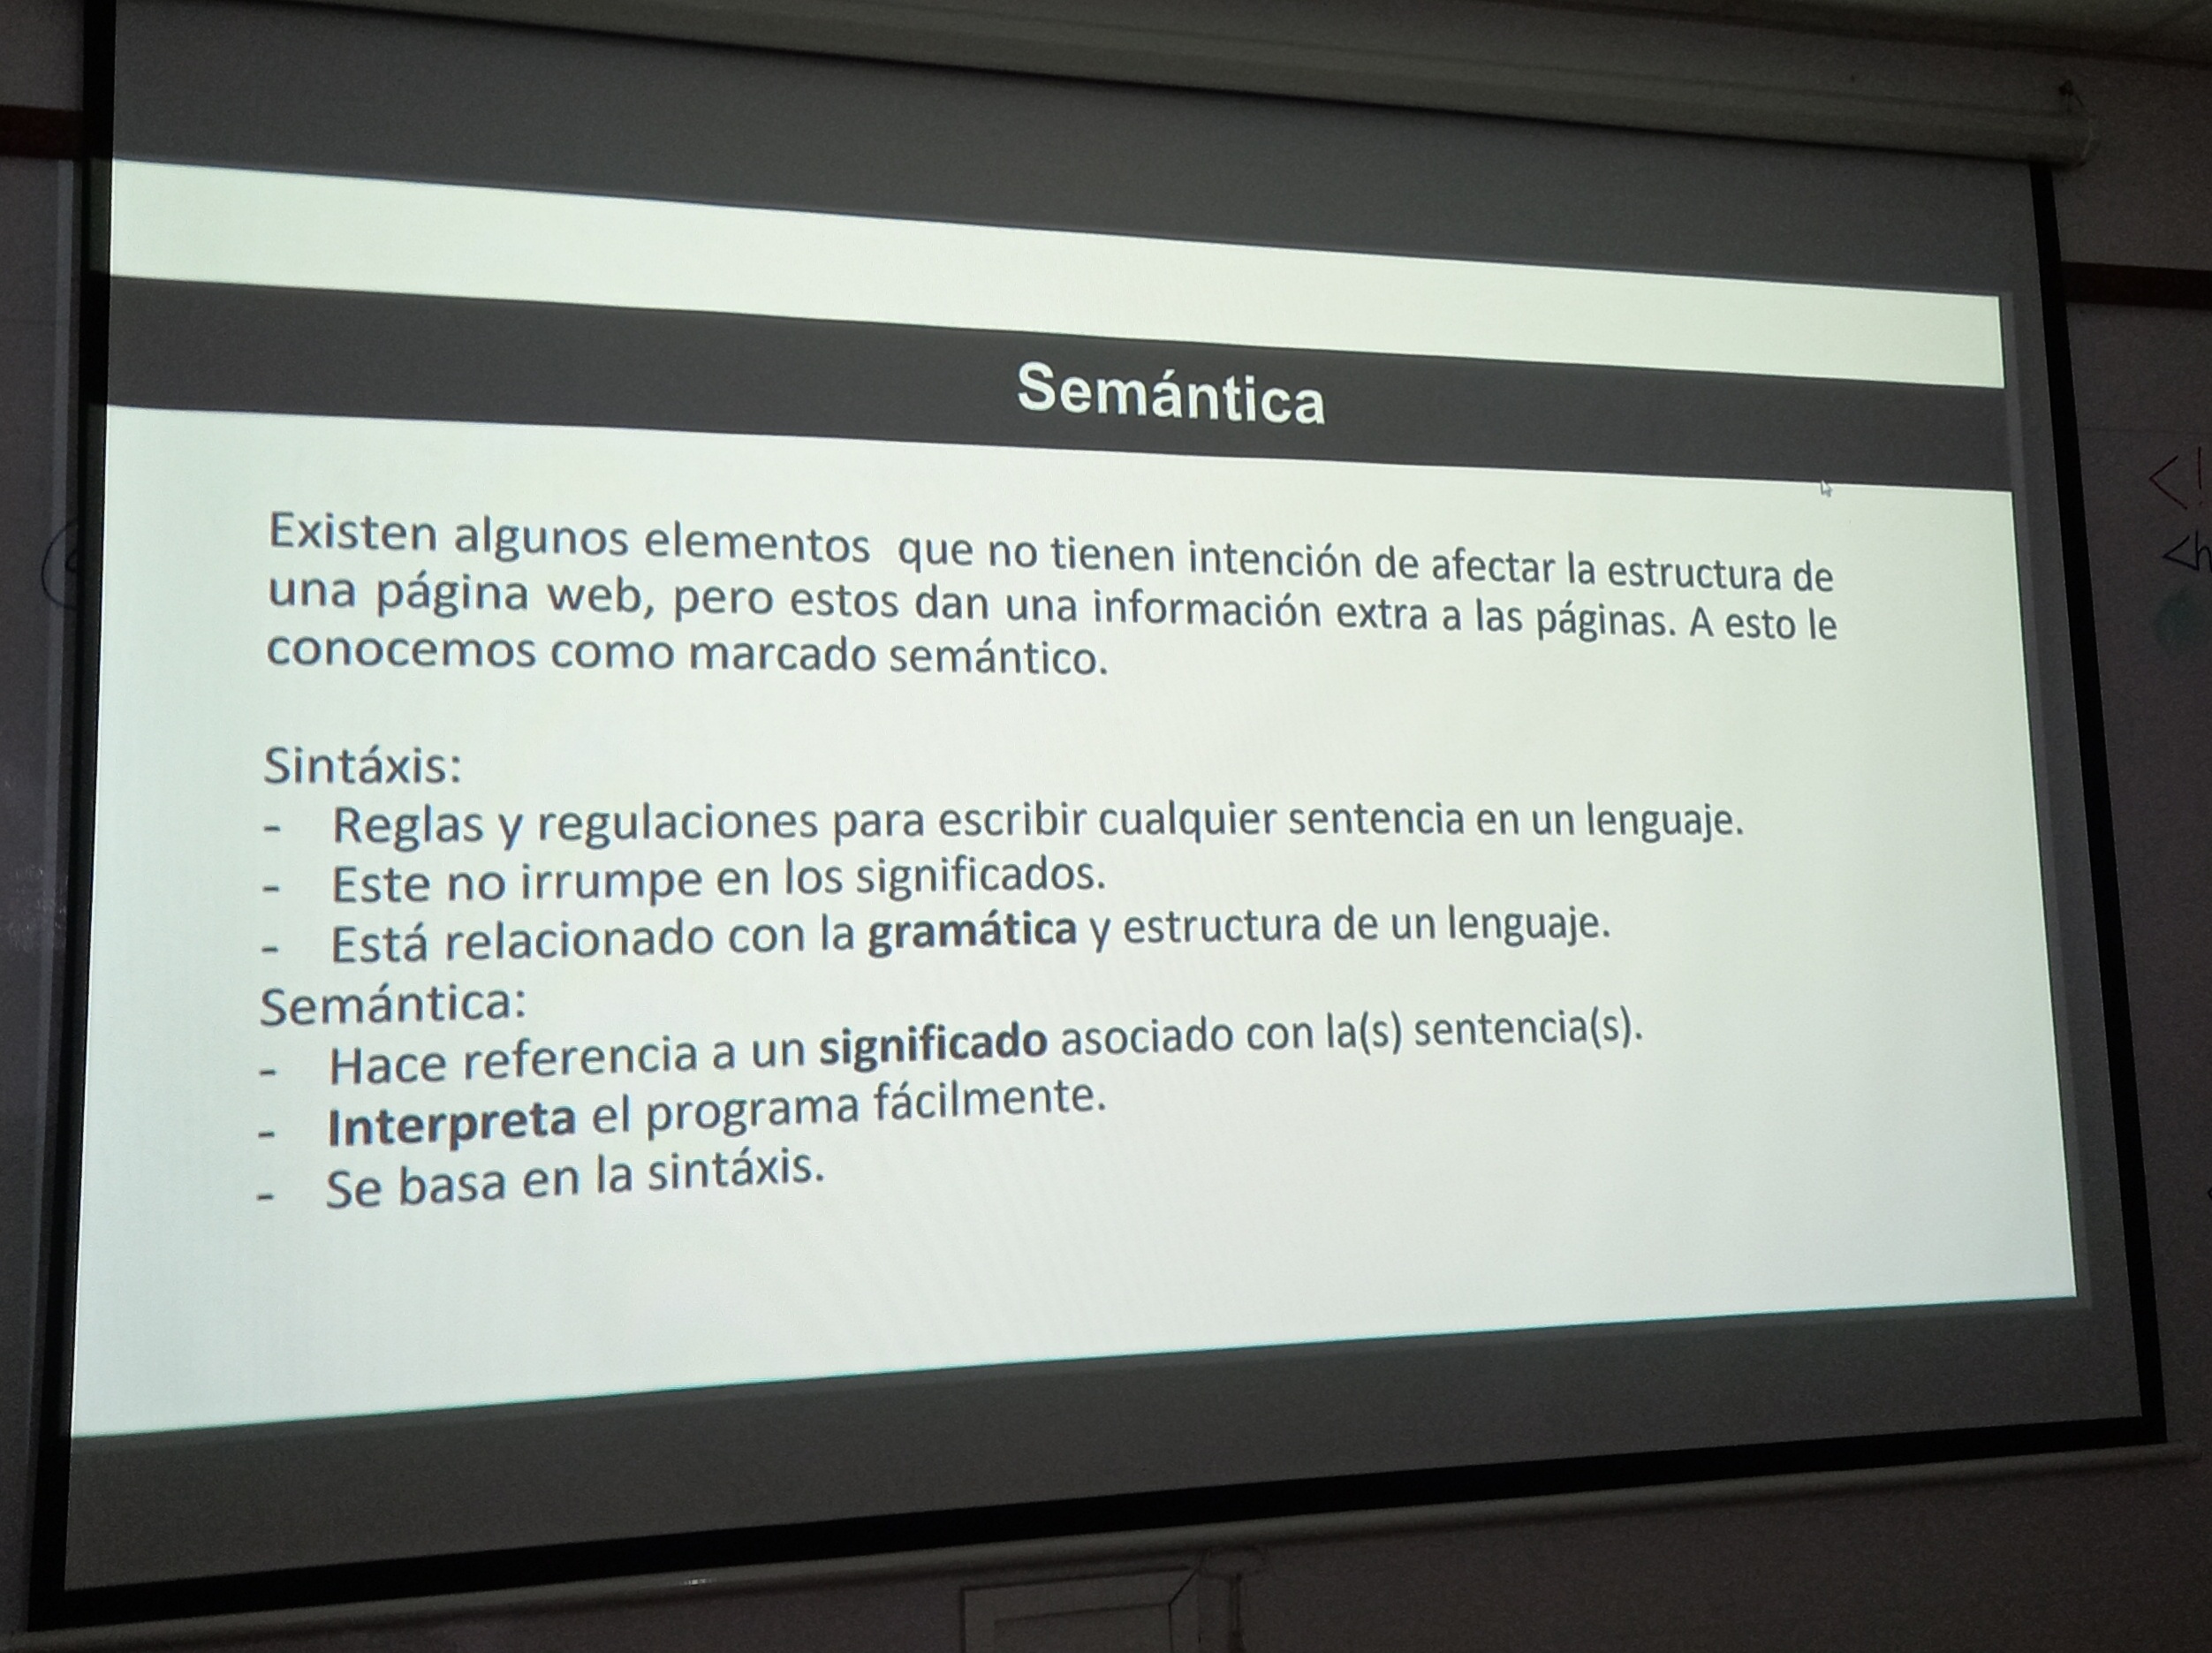 Semántica
Existen algunos elementos que no tienen intención de afectar la estructura de
una página web, pero estos dan una información extra a las páginas. A esto le
conocemos como marcado semántico.
Sintáxis:
- Reglas y regulaciones para escribir cualquier sentencia en un lenguaje.
- Este no irrumpe en los significados.
- Está relacionado con la gramática y estructura de un lenguaje.
Semántica:
- Hace referencia a un significado asociado con la(s) sentencia(s).
- Interpreta el programa fácilmente.
- Se basa en la sintáxis.
<!
<h